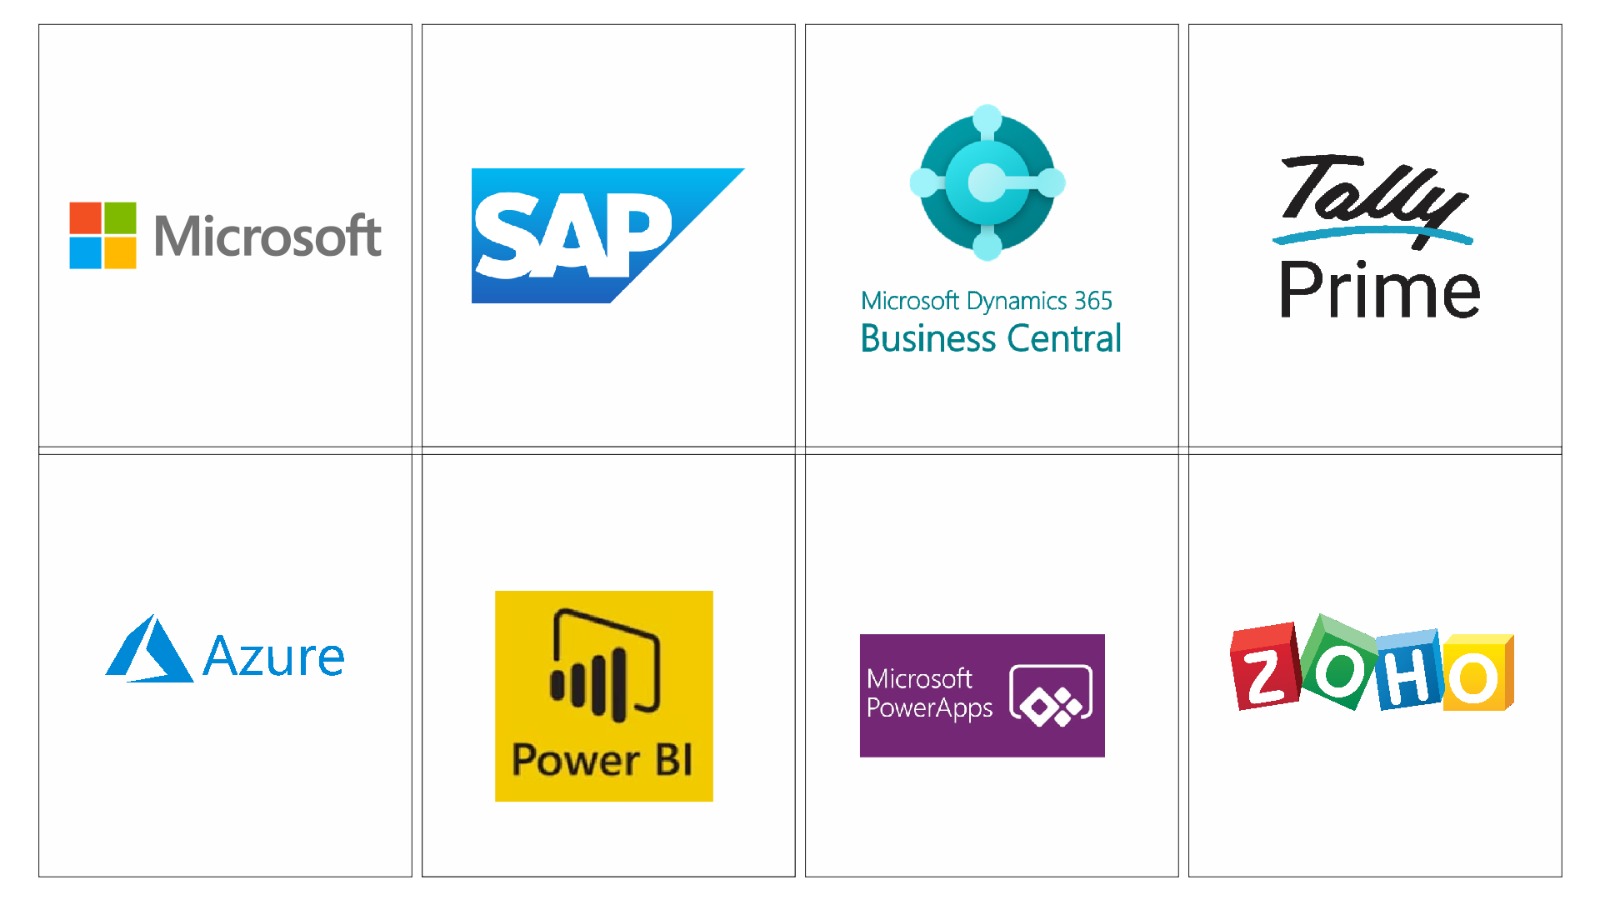 Microsoft
SAP
Microsoft Dynamics 365
Business Central
Tally
Prime
Azure
Power BI
Microsoft
PowerApps
ZOHO